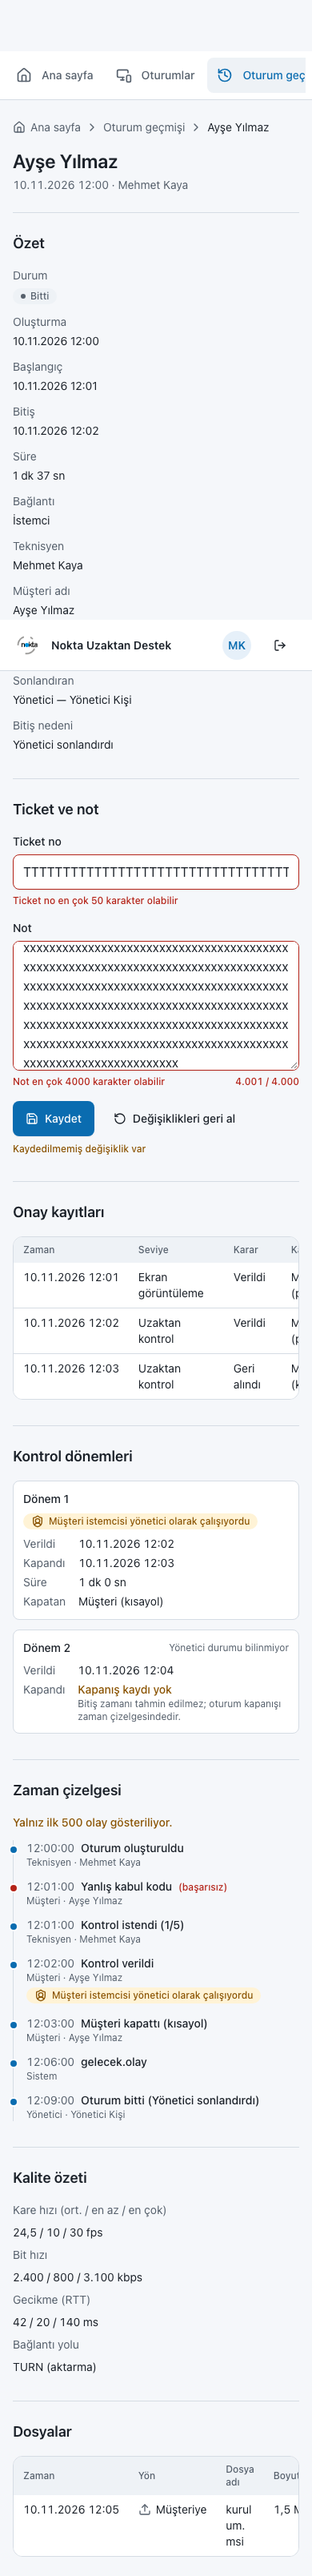 Ana sayfa
Oturumlar
Oturum geç
Ana sayfa > Oturum geçmişi > Ayşe Yılmaz
Ayşe Yılmaz
10.11.2026 12:00 · Mehmet Kaya
Özet
Durum
Bitti
Oluşturma
10.11.2026 12:00
Başlangıç
10.11.2026 12:01
Bitiş
10.11.2026 12:02
Süre
1 dk 37 sn
Bağlantı
İstemci
Teknisyen
Mehmet Kaya
Müşteri adı
Ayşe Yılmaz
nokta
Nokta Uzaktan Destek
MK
Sonlandıran
Yönetici — Yönetici Kişi
Bitiş nedeni
Yönetici sonlandırdı
Ticket ve not
Ticket no
TTTTTTTTTTTTTTTTTTTTTTTTTTTTTTTTTT
Ticket no en çok 50 karakter olabilir
Not
xxxxxxxxxxxxxxxxxxxxxxxxxxxxxxxxxxxxxxxxx
xxxxxxxxxxxxxxxxxxxxxxxxxxxxxxxxxxxxxxxxx
xxxxxxxxxxxxxxxxxxxxxxxxxxxxxxxxxxxxxxxxx
xxxxxxxxxxxxxxxxxxxxxxxxxxxxxxxxxxxxxxxxx
xxxxxxxxxxxxxxxxxxxxxxxxxxxxxxxxxxxxxxxxx
xxxxxxxxxxxxxxxxxxxxxxxxxxxxxxxxxxxxxxxxx
xxxxxxxxxxxxxxxxxxxxxxxx
Not en çok 4000 karakter olabilir 4.001 / 4.000
Kaydet
Değişiklikleri geri al
Kaydedilmemiş değişiklik var
Onay kayıtları
Zaman Seviye Karar
10.11.2026 12:01 Ekran görüntüleme Verildi
10.11.2026 12:02 Uzaktan kontrol Verildi
10.11.2026 12:03 Uzaktan kontrol Geri alındı
Kontrol dönemleri
Dönem 1
Müşteri istemcisi yönetici olarak çalışıyordu
Verildi 10.11.2026 12:02
Kapandı 10.11.2026 12:03
Süre 1 dk 0 sn
Kapatan Müşteri (kısayol)
Dönem 2 Yönetici durumu bilinmiyor
Verildi 10.11.2026 12:04
Kapandı Kapanış kaydı yok
Bitiş zamanı tahmin edilmez; oturum kapanışı
zaman çizelgesindedir.
Zaman çizelgesi
Yalnız ilk 500 olay gösteriliyor.
12:00:00 Oturum oluşturuldu
Teknisyen · Mehmet Kaya
12:01:00 Yanlış kabul kodu (başarısız)
Müşteri · Ayşe Yılmaz
12:01:00 Kontrol istendi (1/5)
Teknisyen · Mehmet Kaya
12:02:00 Kontrol verildi
Müşteri · Ayşe Yılmaz
Müşteri istemcisi yönetici olarak çalışıyordu
12:03:00 Müşteri kapattı (kısayol)
Müşteri · Ayşe Yılmaz
12:06:00 gelecek.olay
Sistem
12:09:00 Oturum bitti (Yönetici sonlandırdı)
Yönetici · Yönetici Kişi
Kalite özeti
Kare hızı (ort. / en az / en çok)
24,5 / 10 / 30 fps
Bit hızı
2.400 / 800 / 3.100 kbps
Gecikme (RTT)
42 / 20 / 140 ms
Bağlantı yolu
TURN (aktarma)
Dosyalar
Zaman Yön Dosya adı Boyut
10.11.2026 12:05 Müşteriye kurulum.msi 1,5 M